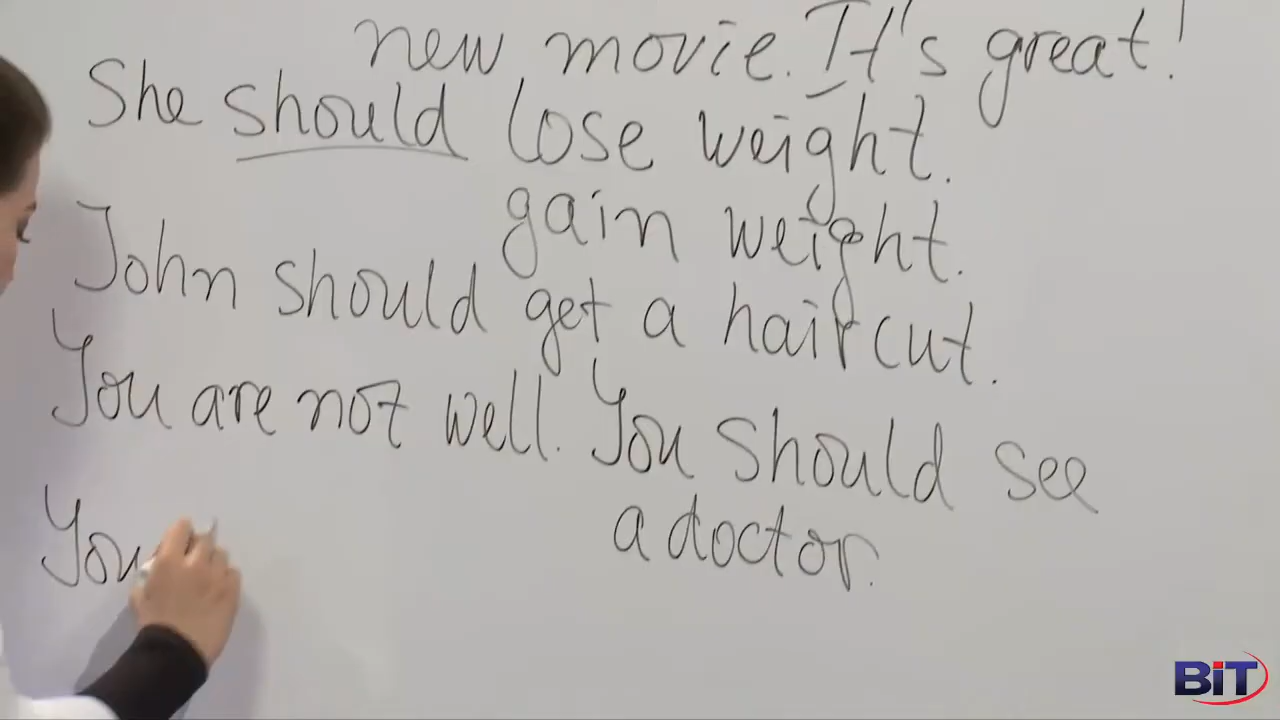 new movie. It's great!
She should lose weight.
gain weight.
John should get a haircut.
You are not well. You should see
a doctor.
You
BiT